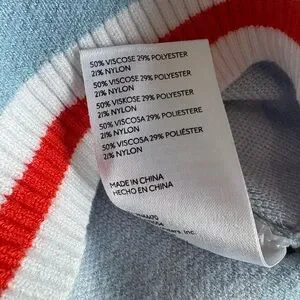 50% VISCOSE 29% POLYESTER
21% NYLON
50% VISCOSE 29% POLYESTER
21% NYLON
50% VISKOSE 29% POLYESTER
21% NYLON
50% VISCOSA 29% POLIESTERE
21% NYLON
50% VISCOSA 29% POLIÉSTER
21% NYLON
MADE IN CHINA
HECHO EN CHINA
Inc.